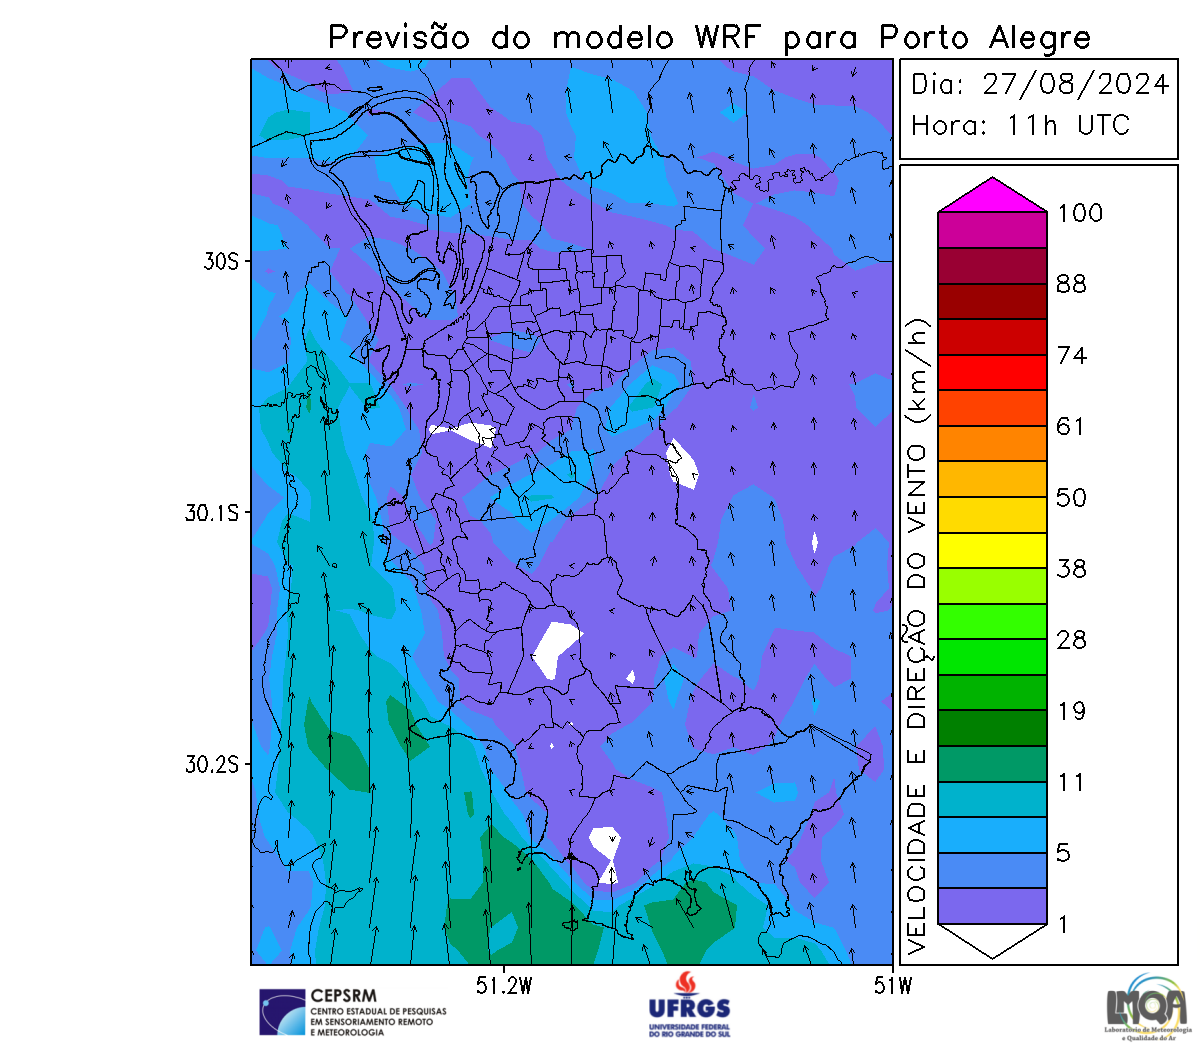 Previsão do modelo WRF para Porto Alegre
Dia: 27/08/2024
Hora: 11h UTC
30S
30.1S
30.2S
51.2W
51W
VELOCIDADE E DIREÇÃO DO VENTO (km/h)
100
88
74
61
50
38
28
19
11
5
1
CEPSRM
CENTRO ESTADUAL DE PESQUISAS
EM SENSORIAMENTO REMOTO
E METEOROLOGIA
UFRGS
UNIVERSIDADE FEDERAL
DO RIO GRANDE DO SUL
LMQA
Laboratório de Meteorologia
e Qualidade do Ar